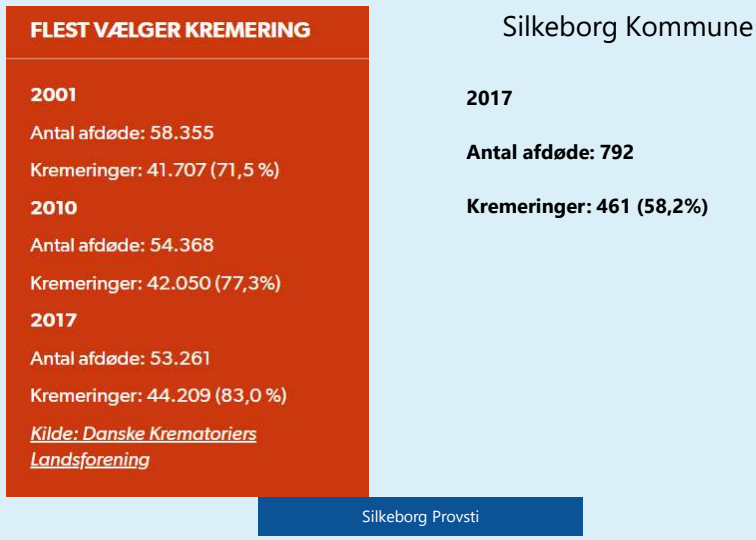 FLEST VÆLGER KREMERING
2001
Antal afdøde: 58.355
Kremeringer: 41.707 (71,5 %)
2010
Antal afdøde: 54.368
Kremeringer: 42.050 (77,3%)
2017
Antal afdøde: 53.261
Kremeringer: 44.209 (83,0 %)
Kilde: Danske Krematoriers
Landsforening
Silkeborg Kommune
2017
Antal afdøde: 792
Kremeringer: 461 (58,2%)
Silkeborg Provsti